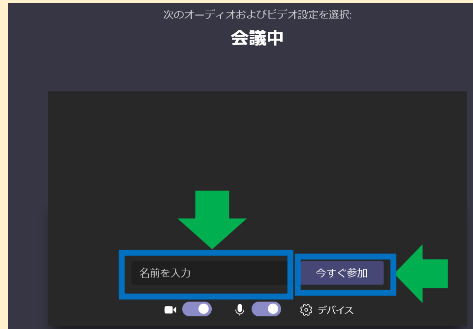 次のオーディオおよびビデオ設定を選択:
会議中
名前を入力
今すぐ参加
デバイス